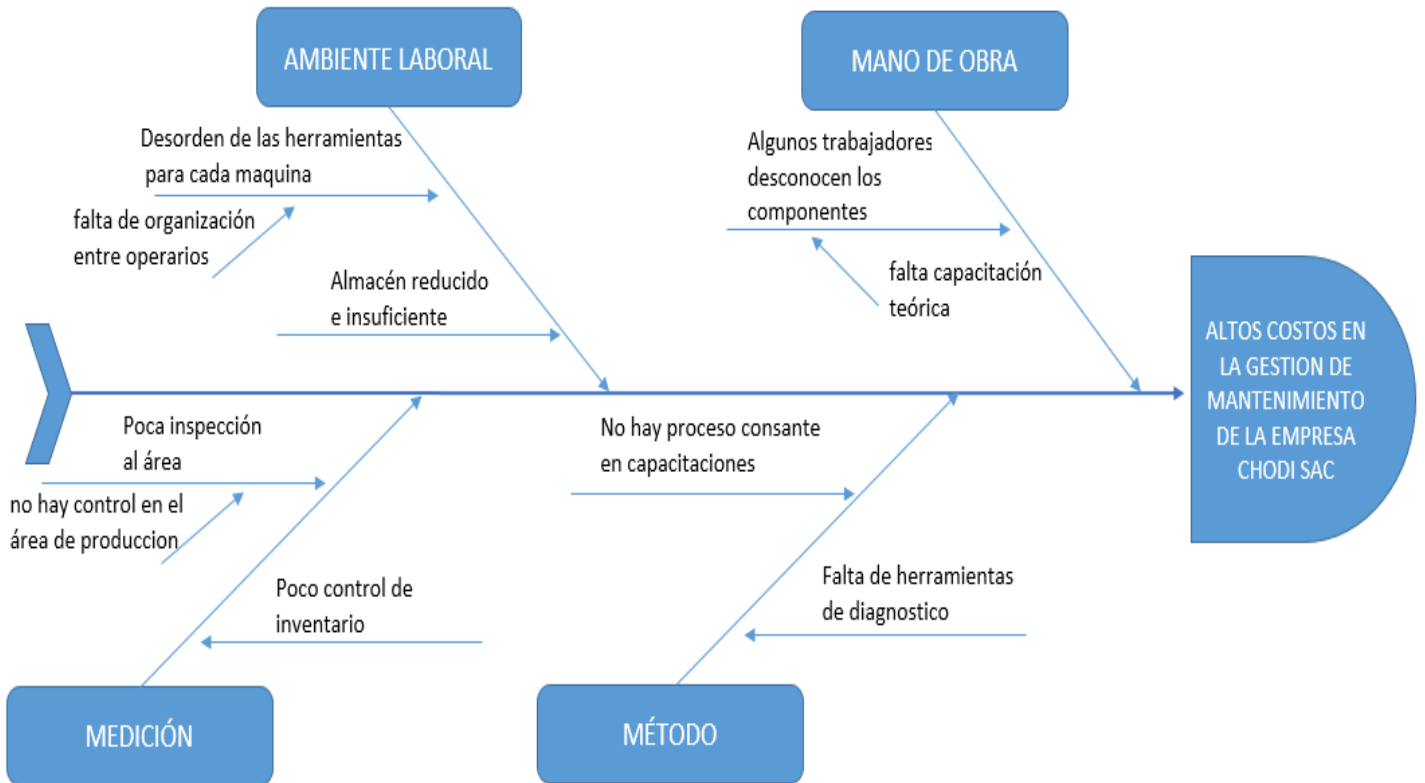 AMBIENTE LABORAL
MANO DE OBRA
Desorden de las herramientas
para cada maquina
falta de organización
entre operarios
Almacén reducido
e insuficiente
Algunos trabajadores
desconocen los
componentes
falta capacitación
teórica
ALTOS COSTOS EN
LA GESTION DE
MANTENIMIENTO
DE LA EMPRESA
CHODI SAC
Poca inspección
al área
no hay control en el
área de produccion
Poco control de
inventario
No hay proceso consante
en capacitaciones
Falta de herramientas
de diagnostico
MEDICIÓN
MÉTODO